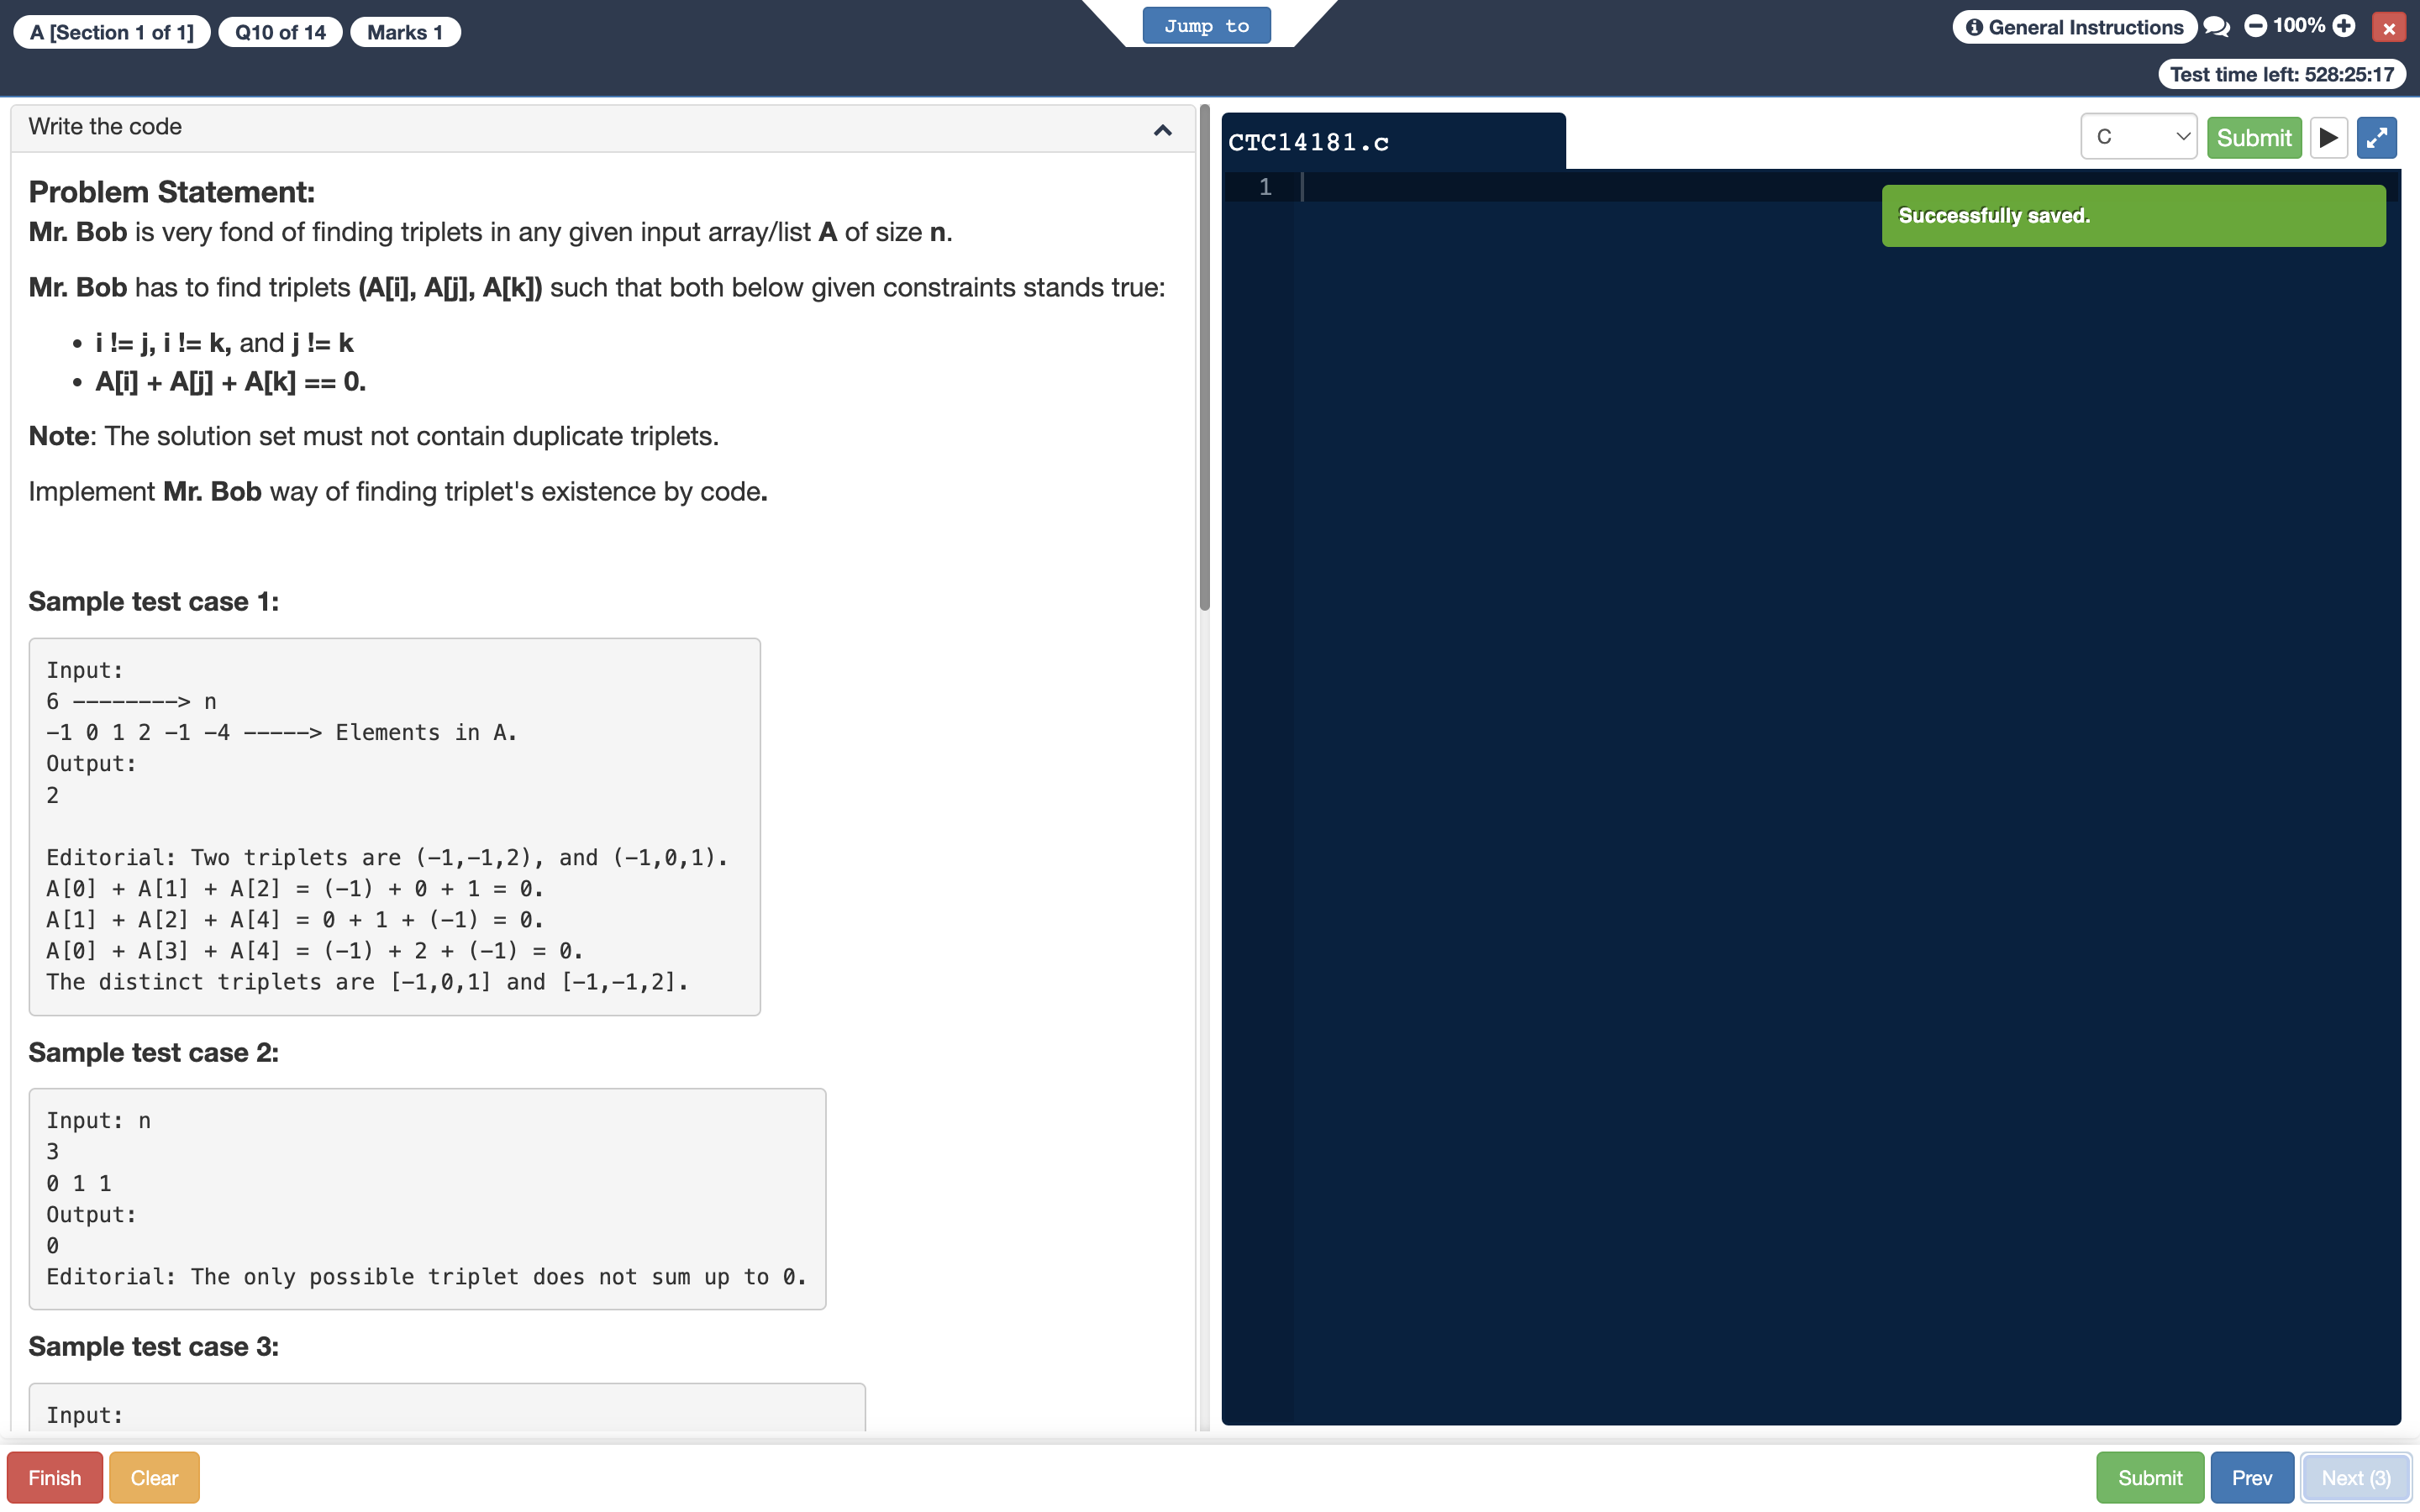 A [Section 1 of 1] Q10 of 14 Marks 1
Jump to
General Instructions 100%
Test time left: 528:25:17
Write the code
Problem Statement:
Mr. Bob is very fond of finding triplets in any given input array/list A of size n.
Mr. Bob has to find triplets (A[i], A[j], A[k]) such that both below given constraints stands true:
• i != j, i != k, and j != k
• A[i] + A[j] + A[k] == 0.
Note: The solution set must not contain duplicate triplets.
Implement Mr. Bob way of finding triplet's existence by code.
Sample test case 1:
Input:
6 --------> n
-1 0 1 2 -1 -4 -----> Elements in A.
Output:
2
Editorial: Two triplets are (-1,-1,2), and (-1,0,1).
A[0] + A[1] + A[2] = (-1) + 0 + 1 = 0.
A[1] + A[2] + A[4] = 0 + 1 + (-1) = 0.
A[0] + A[3] + A[4] = (-1) + 2 + (-1) = 0.
The distinct triplets are [-1,0,1] and [-1,-1,2].
Sample test case 2:
Input: n
3
0 1 1
Output:
0
Editorial: The only possible triplet does not sum up to 0.
Sample test case 3:
Input:
CTC14181.c
C Submit
1
Successfully saved.
Finish Clear
Submit Prev Next (3)